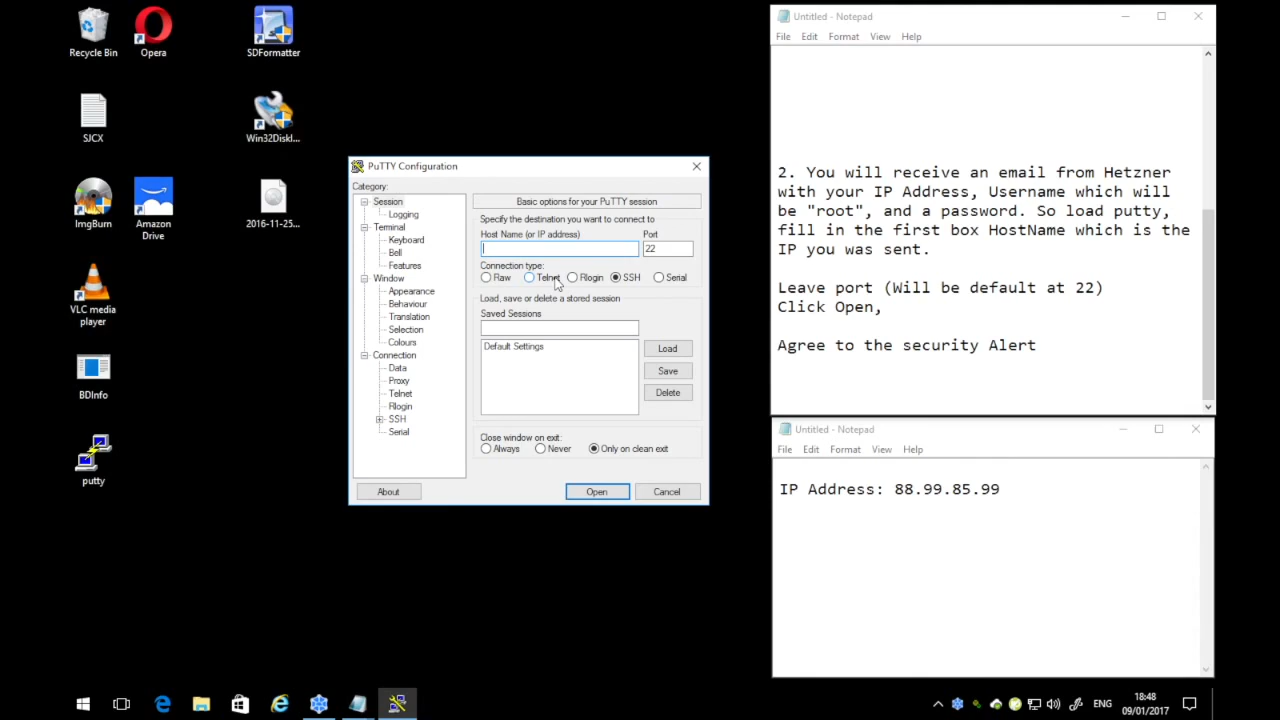 Recycle Bin
Opera
SDFormatter
SJCX
Win32DiskI...
ImgBurn
Amazon
Drive
2016-11-25...
VLC media
player
BDInfo
putty
PuTTY Configuration
Category:
Session
Logging
Terminal
Keyboard
Bell
Features
Window
Appearance
Behaviour
Translation
Selection
Colours
Connection
Data
Proxy
Telnet
Rlogin
SSH
Serial
Basic options for your PuTTY session
Specify the destination you want to connect to
Host Name (or IP address) Port
22
Connection type:
Raw Telnet Rlogin SSH Serial
Load, save or delete a stored session
Saved Sessions
Default Settings
Load
Save
Delete
Close window on exit:
Always Never Only on clean exit
About Open Cancel
Untitled - Notepad
File Edit Format View Help
2. You will receive an email from Hetzner
with your IP Address, Username which will
be "root", and a password. So load putty,
fill in the first box HostName which is the
IP you was sent.
Leave port (Will be default at 22)
Click Open,
Agree to the security Alert
Untitled - Notepad
File Edit Format View Help
IP Address: 88.99.85.99
ENG
18:48
09/01/2017